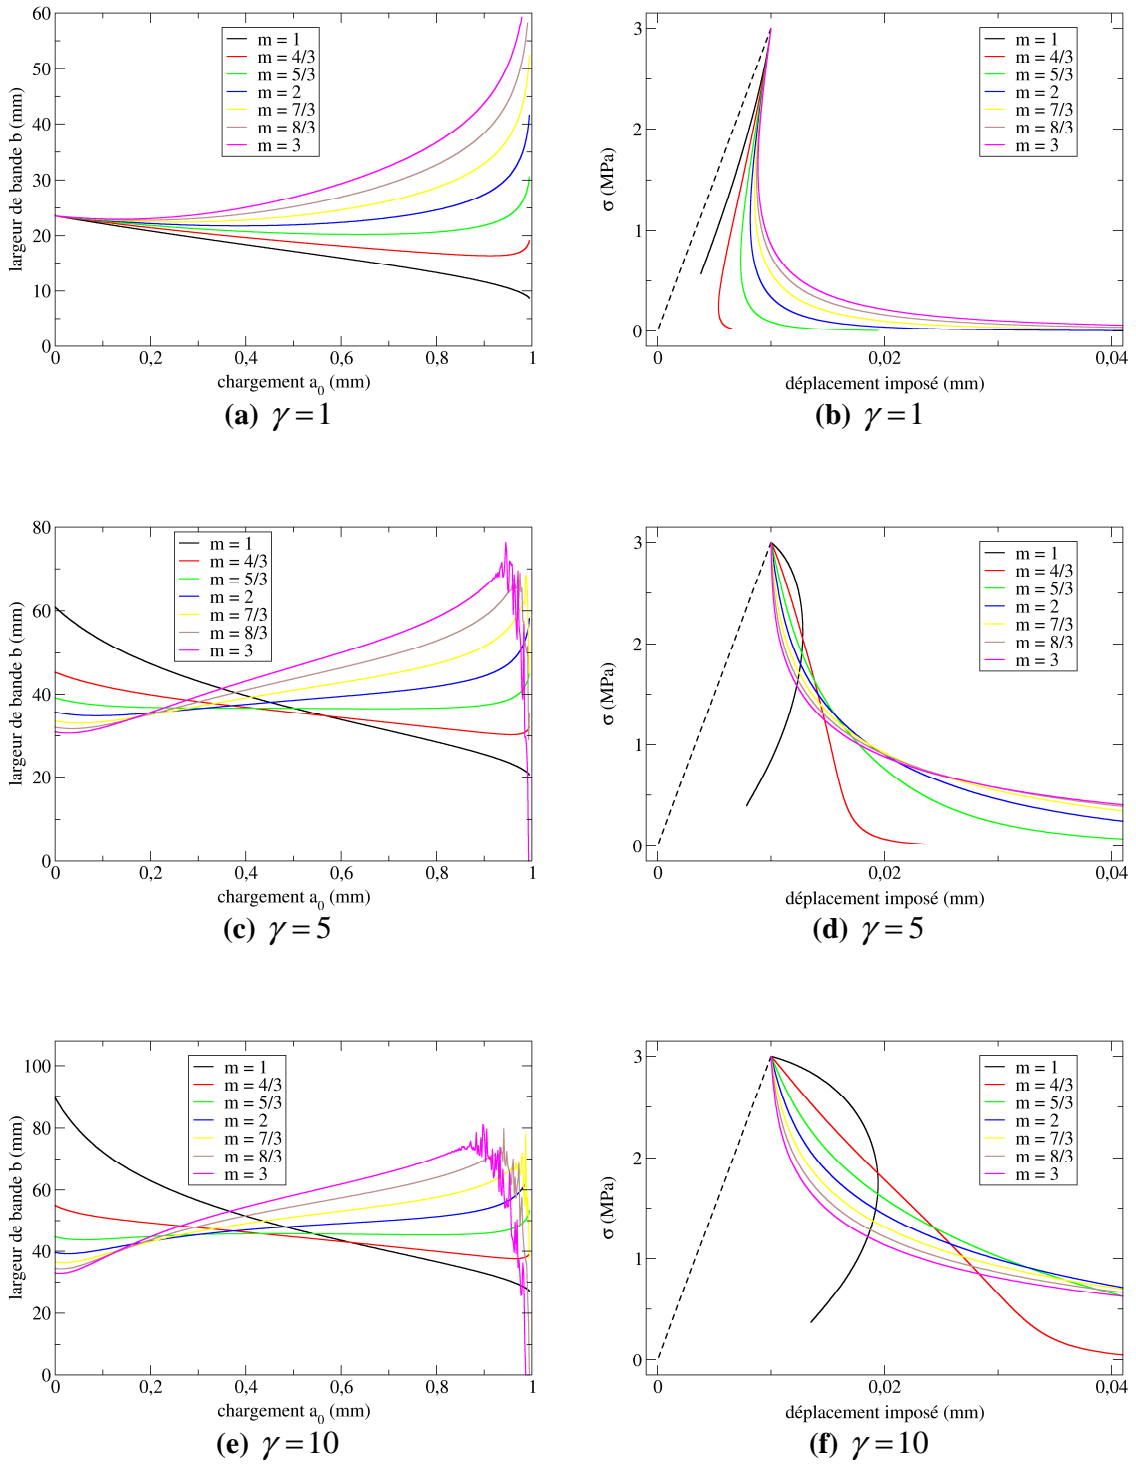 60
50
40
30
20
10
0
largeur de bande b (mm)
m = 1
m = 4/3
m = 5/3
m = 2
m = 7/3
m = 8/3
m = 3
0 0,2 0,4 0,6 0,8 1
chargement a0 (mm)
(a) γ = 1
3
2
1
0
σ (MPa)
m = 1
m = 4/3
m = 5/3
m = 2
m = 7/3
m = 8/3
m = 3
0 0,02 0,04
déplacement imposé (mm)
(b) γ = 1
80
60
40
20
0
largeur de bande b (mm)
m = 1
m = 4/3
m = 5/3
m = 2
m = 7/3
m = 8/3
m = 3
0 0,2 0,4 0,6 0,8 1
chargement a0 (mm)
(c) γ = 5
3
2
1
0
σ (MPa)
m = 1
m = 4/3
m = 5/3
m = 2
m = 7/3
m = 8/3
m = 3
0 0,02 0,04
déplacement imposé (mm)
(d) γ = 5
100
80
60
40
20
0
largeur de bande b (mm)
m = 1
m = 4/3
m = 5/3
m = 2
m = 7/3
m = 8/3
m = 3
0 0,2 0,4 0,6 0,8 1
chargement a0 (mm)
(e) γ = 10
3
2
1
0
σ (MPa)
m = 1
m = 4/3
m = 5/3
m = 2
m = 7/3
m = 8/3
m = 3
0 0,02 0,04
déplacement imposé (mm)
(f) γ = 10